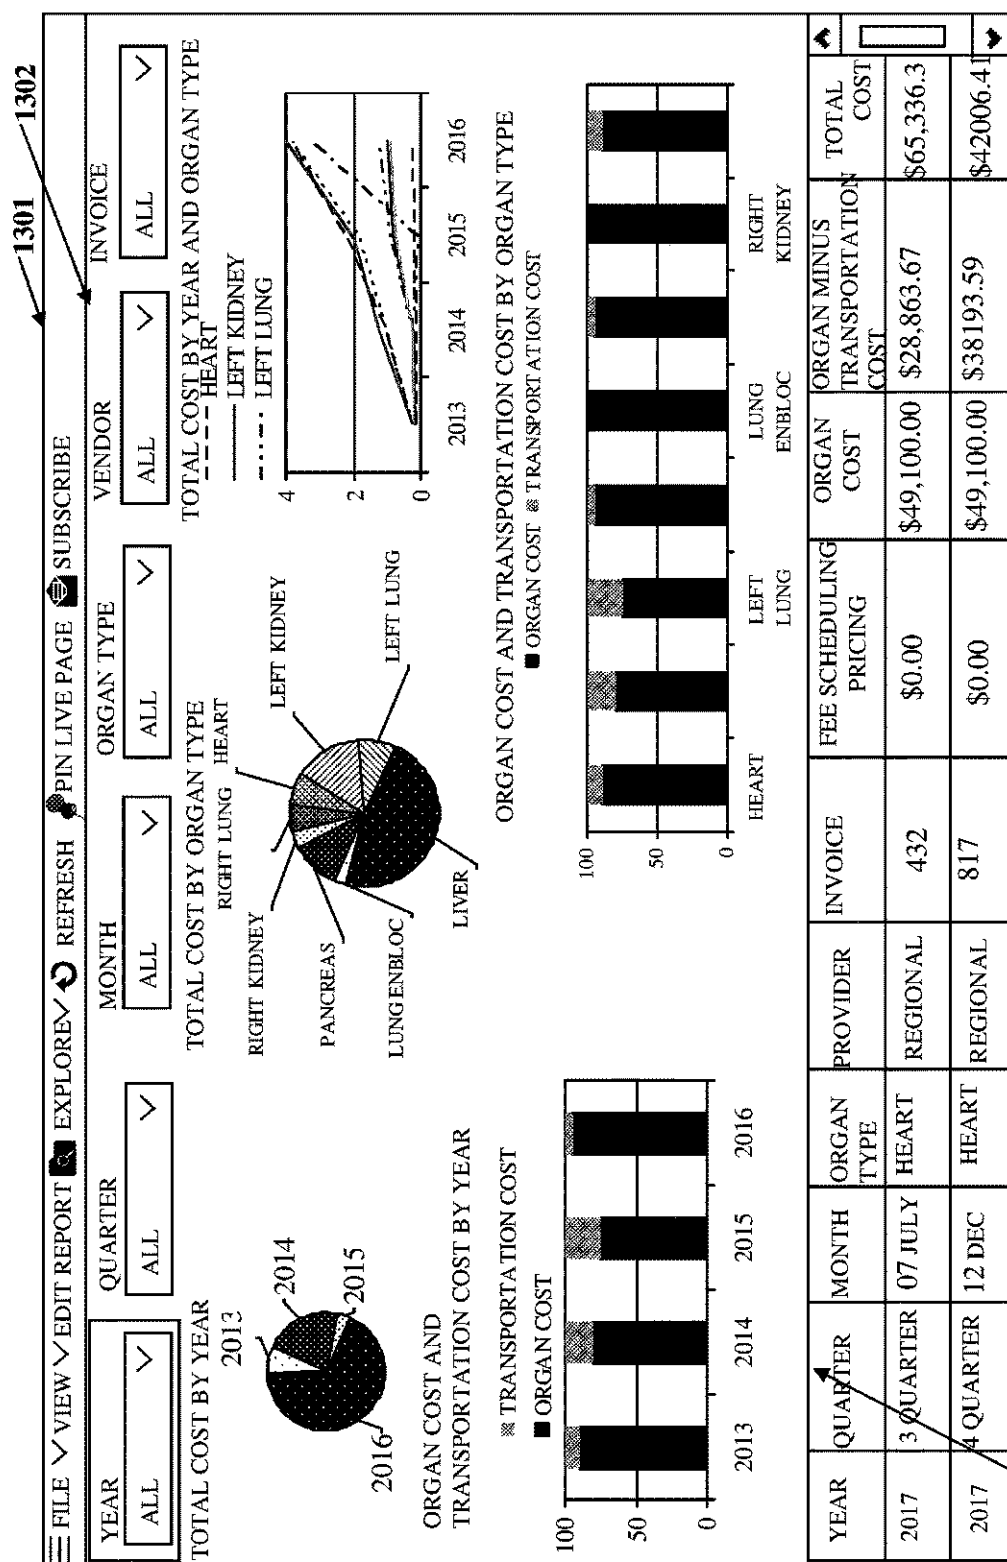 1301
1302
FILE VIEW EDIT REPORT EXPLORE REFRESH PIN LIVE PAGE SUBSCRIBE
YEAR QUARTER MONTH ORGAN TYPE VENDOR INVOICE
ALL ALL ALL ALL ALL ALL
TOTAL COST BY YEAR
2013
2014
2015
2016
TOTAL COST BY ORGAN TYPE
RIGHT LUNG
HEART
RIGHT KIDNEY
LEFT KIDNEY
PANCREAS
LEFT LUNG
LUNG ENBLOC
LIVER
TOTAL COST BY YEAR AND ORGAN TYPE
HEART
LEFT KIDNEY
LEFT LUNG
4
2
0
2013 2014 2015 2016
ORGAN COST AND
TRANSPORTATION COST BY YEAR
TRANSPORTATION COST
ORGAN COST
100
50
0
2013 2014 2015 2016
ORGAN COST AND TRANSPORTATION COST BY ORGAN TYPE
ORGAN COST TRANSPORTATION COST
100
50
0
HEART LEFT LUNG RIGHT
LUNG ENBLOC KIDNEY
YEAR QUARTER MONTH ORGAN TYPE PROVIDER INVOICE FEE SCHEDULING PRICING ORGAN COST ORGAN MINUS TRANSPORTATION COST TOTAL COST
2017 3 QUARTER 07 JULY HEART REGIONAL 432 $0.00 $49,100.00 $28,863.67 $65,336.3
2017 4 QUARTER 12 DEC HEART REGIONAL 817 $0.00 $49,100.00 $38193.59 $42006.41